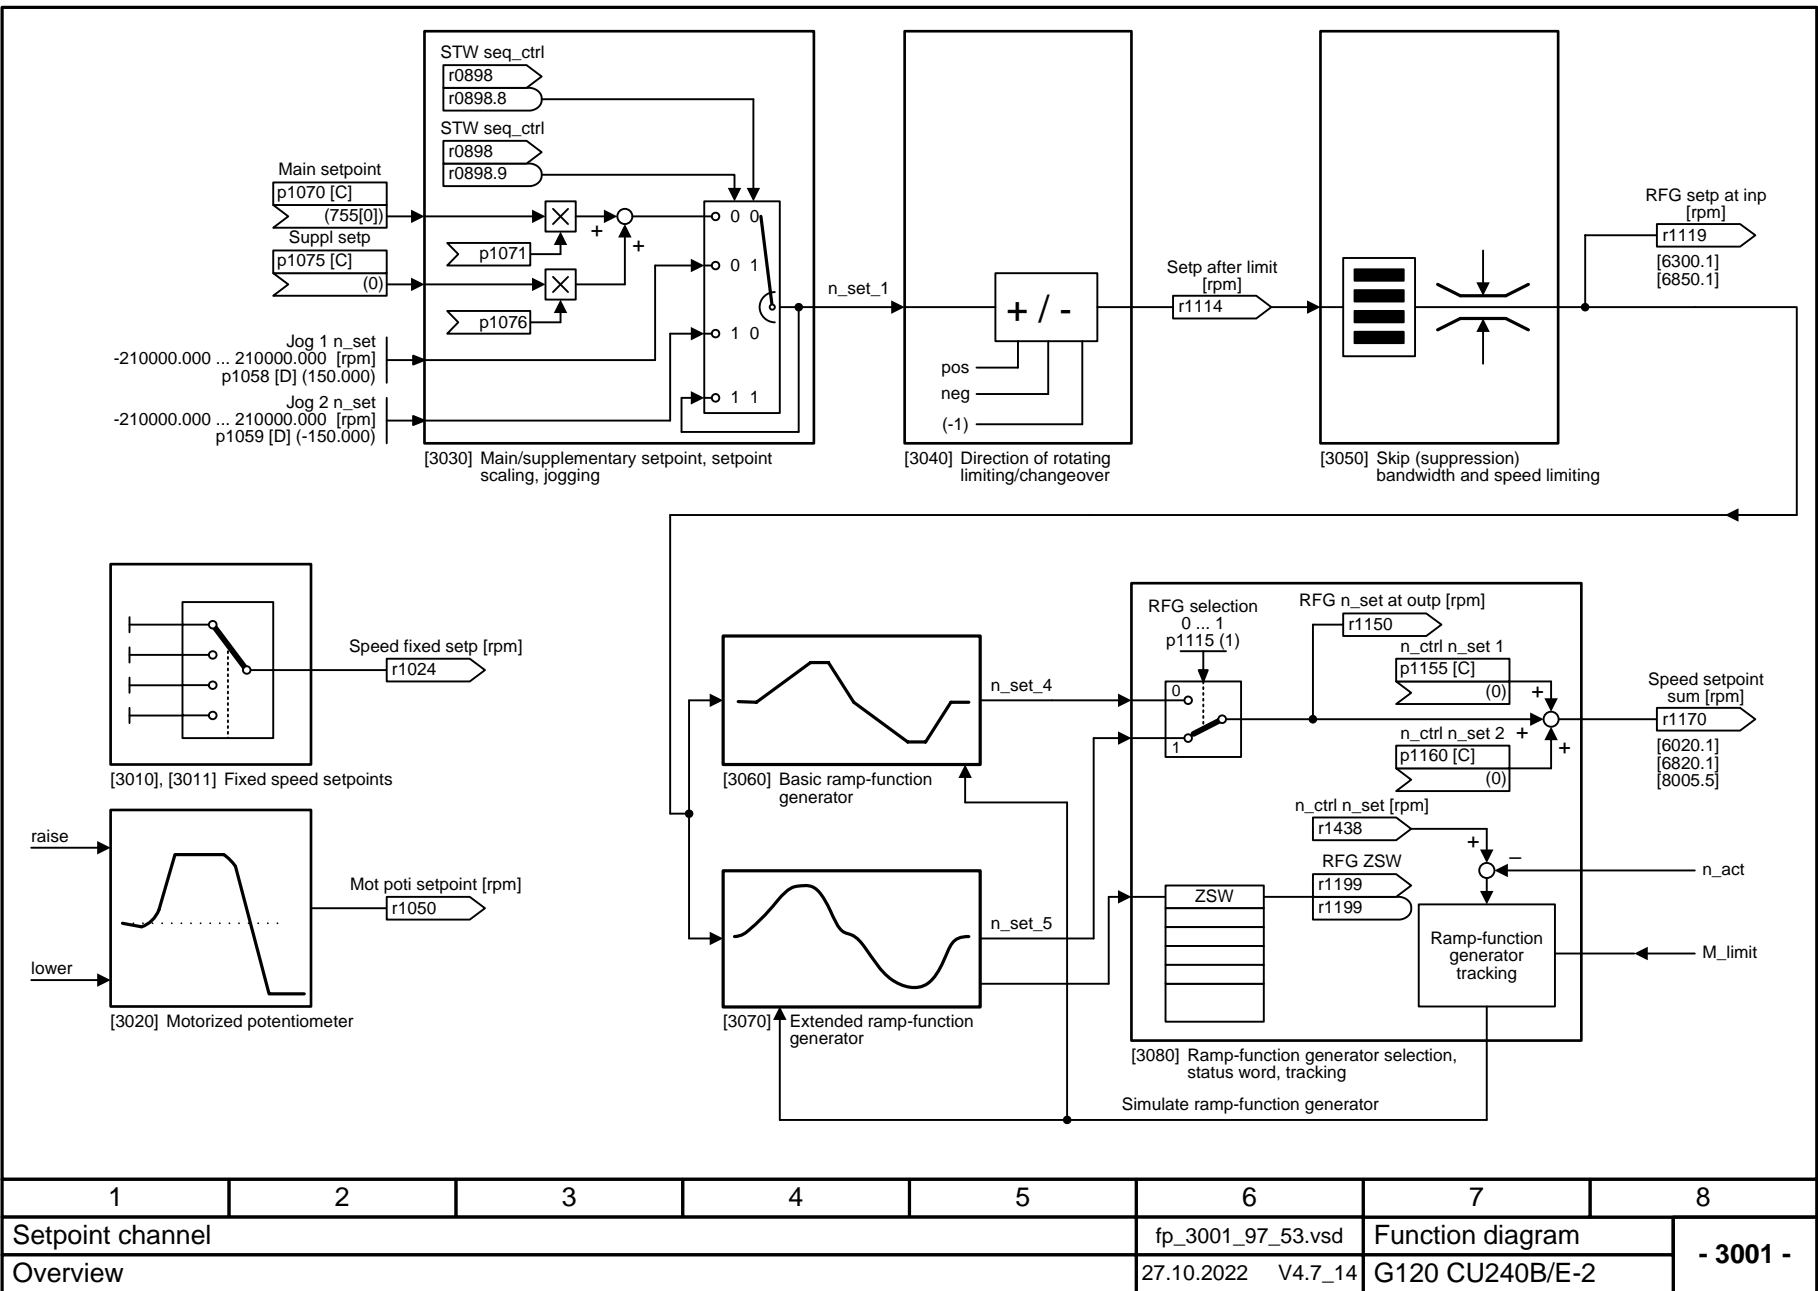 STW seq_ctrl
r0898
r0898.8
STW seq_ctrl
r0898
r0898.9
Main setpoint
p1070 [C]
(755[0])
Suppl setp
p1075 [C]
(0)
p1071
p1076
Jog 1 n_set
-210000.000 ... 210000.000 [rpm]
p1058 [D] (150.000)
Jog 2 n_set
-210000.000 ... 210000.000 [rpm]
p1059 [D] (-150.000)
+
+
0 0
0 1
1 0
1 1
n_set_1
[3030] Main/supplementary setpoint, setpoint
scaling, jogging
+ / -
pos
neg
(-1)
[3040] Direction of rotating
limiting/changeover
Setp after limit
[rpm]
r1114
[3050] Skip (suppression)
bandwidth and speed limiting
RFG setp at inp
[rpm]
r1119
[6300.1]
[6850.1]
Speed fixed setp [rpm]
r1024
[3010], [3011] Fixed speed setpoints
raise
lower
Mot poti setpoint [rpm]
r1050
[3020] Motorized potentiometer
n_set_4
[3060] Basic ramp-function
generator
n_set_5
[3070] Extended ramp-function
generator
RFG selection
0 ... 1
p1115 (1)
0
1
RFG n_set at outp [rpm]
r1150
n_ctrl n_set 1
p1155 [C]
(0)
+
n_ctrl n_set 2
+
p1160 [C]
(0)
+
Speed setpoint
sum [rpm]
r1170
[6020.1]
[6820.1]
[8005.5]
n_ctrl n_set [rpm]
r1438
+
–
n_act
RFG ZSW
r1199
r1199
ZSW
Ramp-function
generator
tracking
M_limit
[3080] Ramp-function generator selection,
status word, tracking
Simulate ramp-function generator
1 2 3 4 5 6 7 8
Setpoint channel
fp_3001_97_53.vsd
Function diagram
- 3001 -
Overview
27.10.2022 V4.7_14
G120 CU240B/E-2